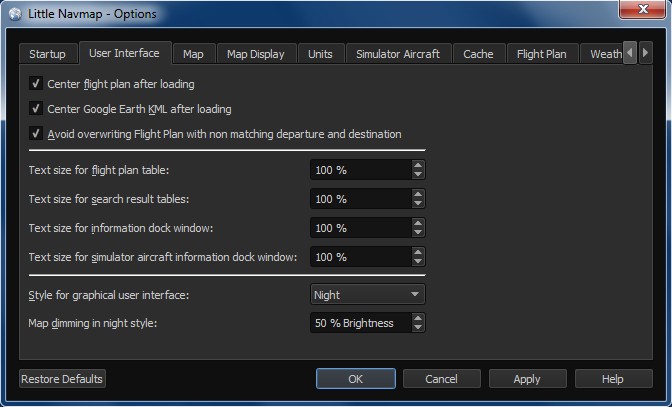 Little Navmap - Options
Startup User Interface Map Map Display Units Simulator Aircraft Cache Flight Plan Weath
Center flight plan after loading
Center Google Earth KML after loading
Avoid overwriting Flight Plan with non matching departure and destination
Text size for flight plan table: 100 %
Text size for search result tables: 100 %
Text size for information dock window: 100 %
Text size for simulator aircraft information dock window: 100 %
Style for graphical user interface: Night
Map dimming in night style: 50 % Brightness
Restore Defaults OK Cancel Apply Help